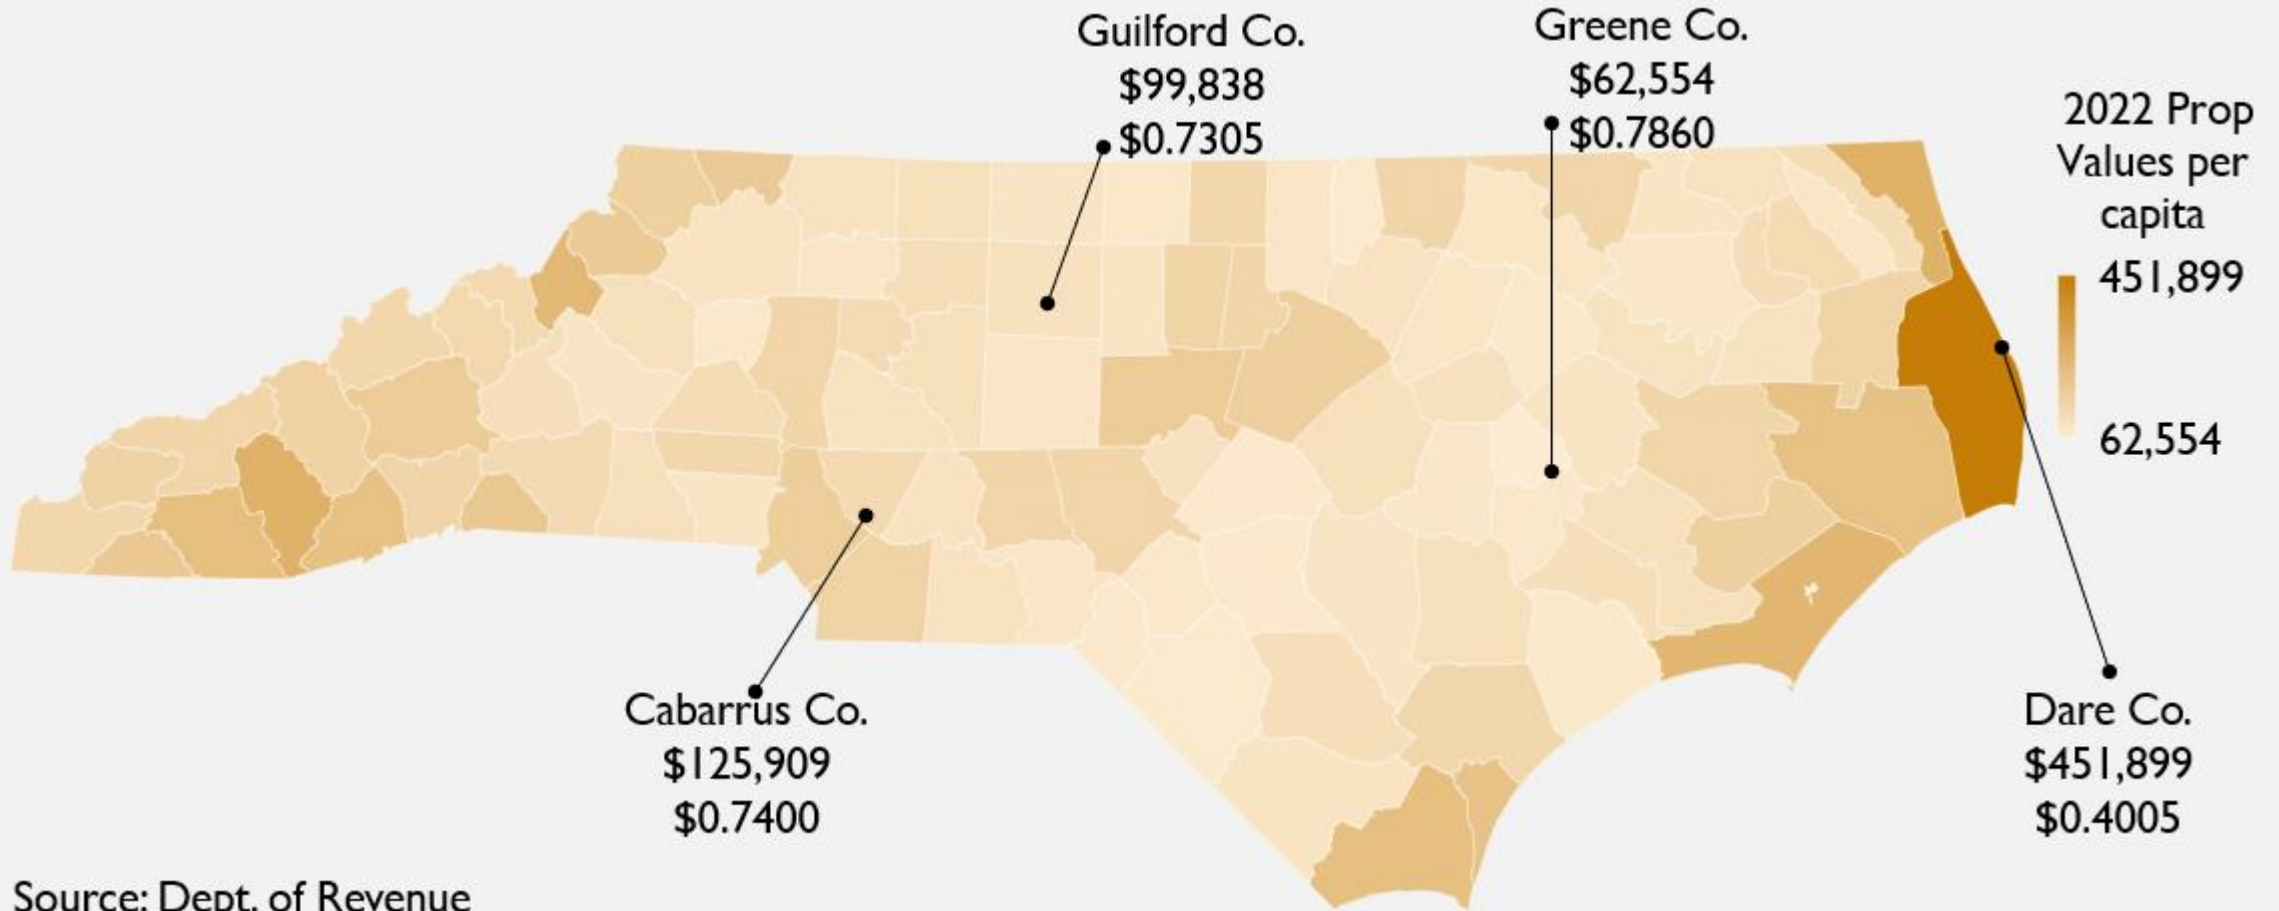 Guilford Co.
$99,838
$0.7305
Greene Co.
$62,554
$0.7860
2022 Prop
Values per
capita
451,899
62,554
Cabarrus Co.
$125,909
$0.7400
Dare Co.
$451,899
$0.4005
Source: Dept. of Revenue